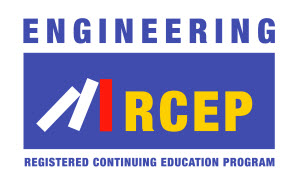 ENGINEERING
RCEP
REGISTERED CONTINUING EDUCATION PROGRAM